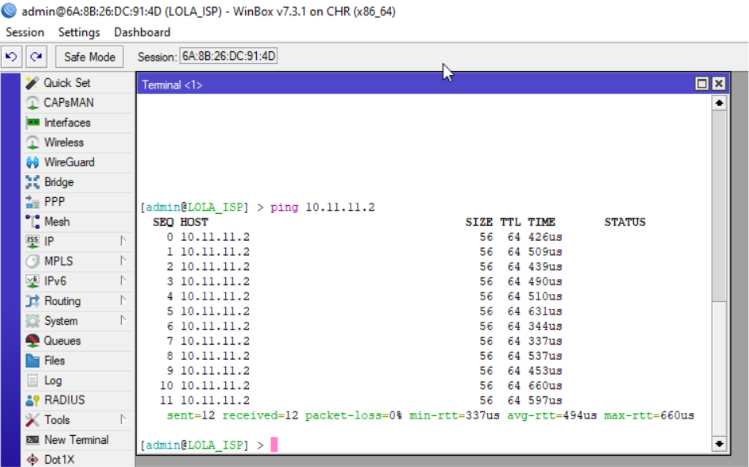 admin@6A:8B:26:DC:91:4D (LOLA_ISP) - WinBox v7.3.1 on CHR (x86_64)
Session Settings Dashboard
Safe Mode Session: 6A:8B:26:DC:91:4D
Quick Set
CAPsMAN
Interfaces
Wireless
WireGuard
Bridge
PPP
Mesh
IP
MPLS
IPv6
Routing
System
Queues
Files
Log
RADIUS
Tools
New Terminal
Dot1X
Terminal <1>
[admin@LOLA_ISP] > ping 10.11.11.2
SEQ HOST SIZE TTL TIME STATUS
0 10.11.11.2 56 64 426us
1 10.11.11.2 56 64 509us
2 10.11.11.2 56 64 439us
3 10.11.11.2 56 64 490us
4 10.11.11.2 56 64 510us
5 10.11.11.2 56 64 631us
6 10.11.11.2 56 64 344us
7 10.11.11.2 56 64 337us
8 10.11.11.2 56 64 537us
9 10.11.11.2 56 64 453us
10 10.11.11.2 56 64 660us
11 10.11.11.2 56 64 597us
sent=12 received=12 packet-loss=0% min-rtt=337us avg-rtt=494us max-rtt=660us
[admin@LOLA_ISP] >